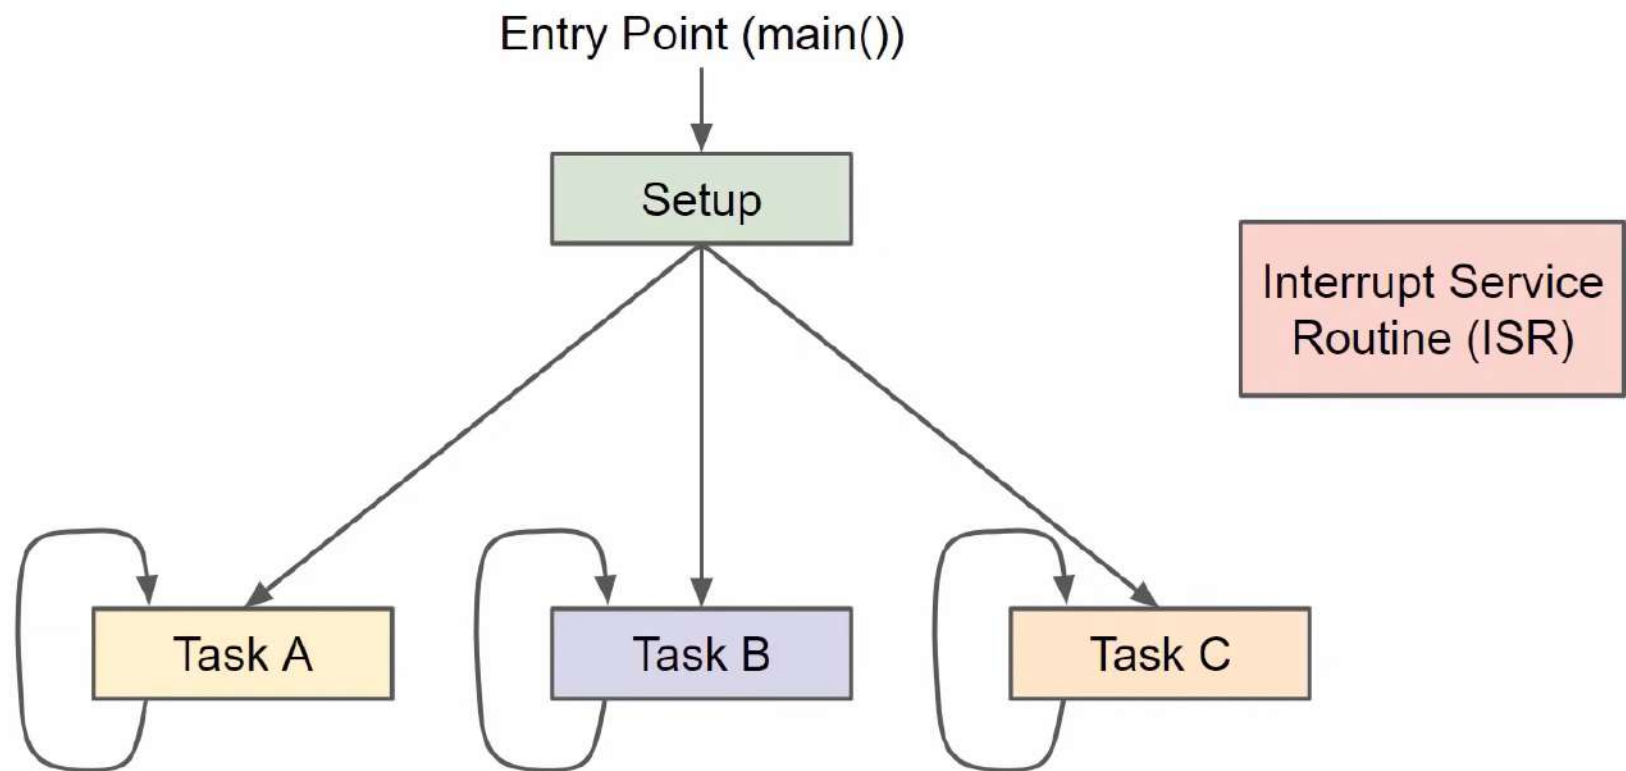 Entry Point (main())
Setup
Interrupt Service
Routine (ISR)
Task A
Task B
Task C